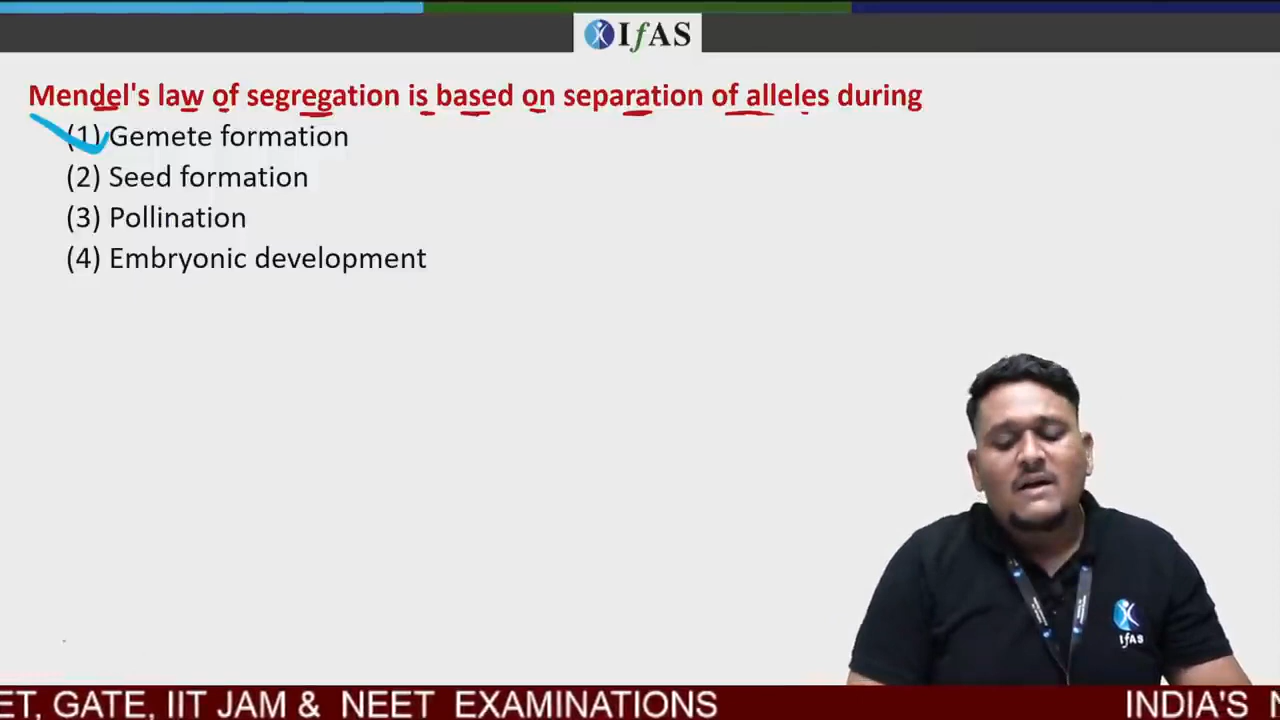 IfAS
Mendel's law of segregation is based on separation of alleles during
(1) Gemete formation
(2) Seed formation
(3) Pollination
(4) Embryonic development
IfAS
ET, GATE, IIT JAM & NEET EXAMINATIONS INDIA'S N